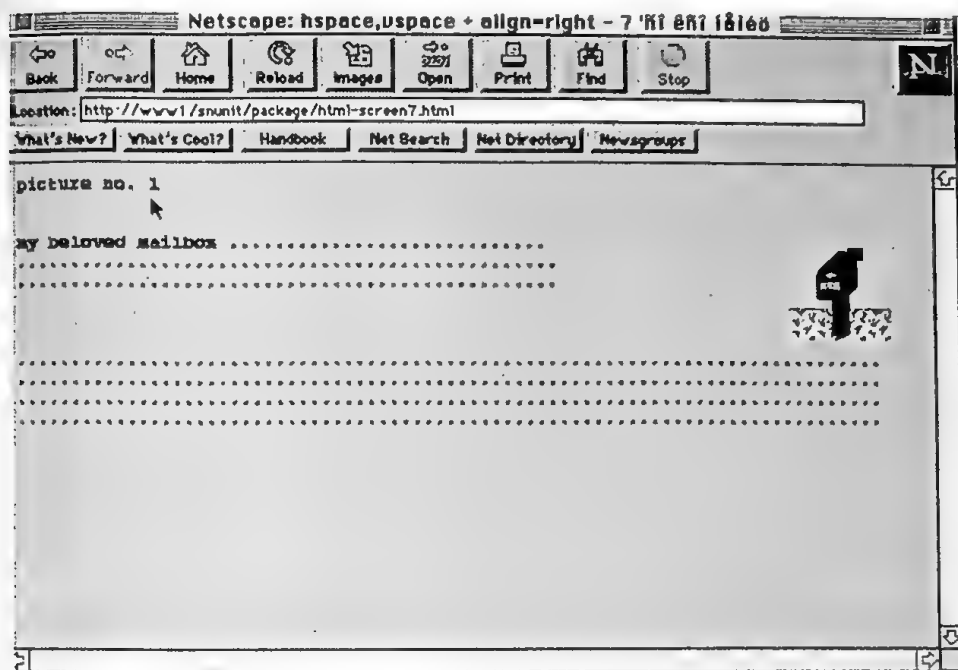 Netscape: hspace,vspace + align=right - 7
Back Forward Home Reload Images Open Print Find Stop
N
Location: http://www1/snunit/package/html-screen7.html
What's New? What's Cool? Handbook Net Search Net Directory Newsgroups
picture no. 1
my beloved mailbox ..................................
..........................................................
..........................................................
.............................................................................................
.............................................................................................
.............................................................................................
.............................................................................................